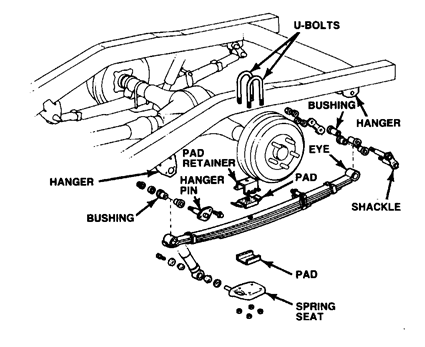 U-BOLTS
BUSHING
HANGER
PAD
RETAINER
EYE
HANGER
HANGER
PIN
PAD
SHACKLE
BUSHING
PAD
SPRING
SEAT